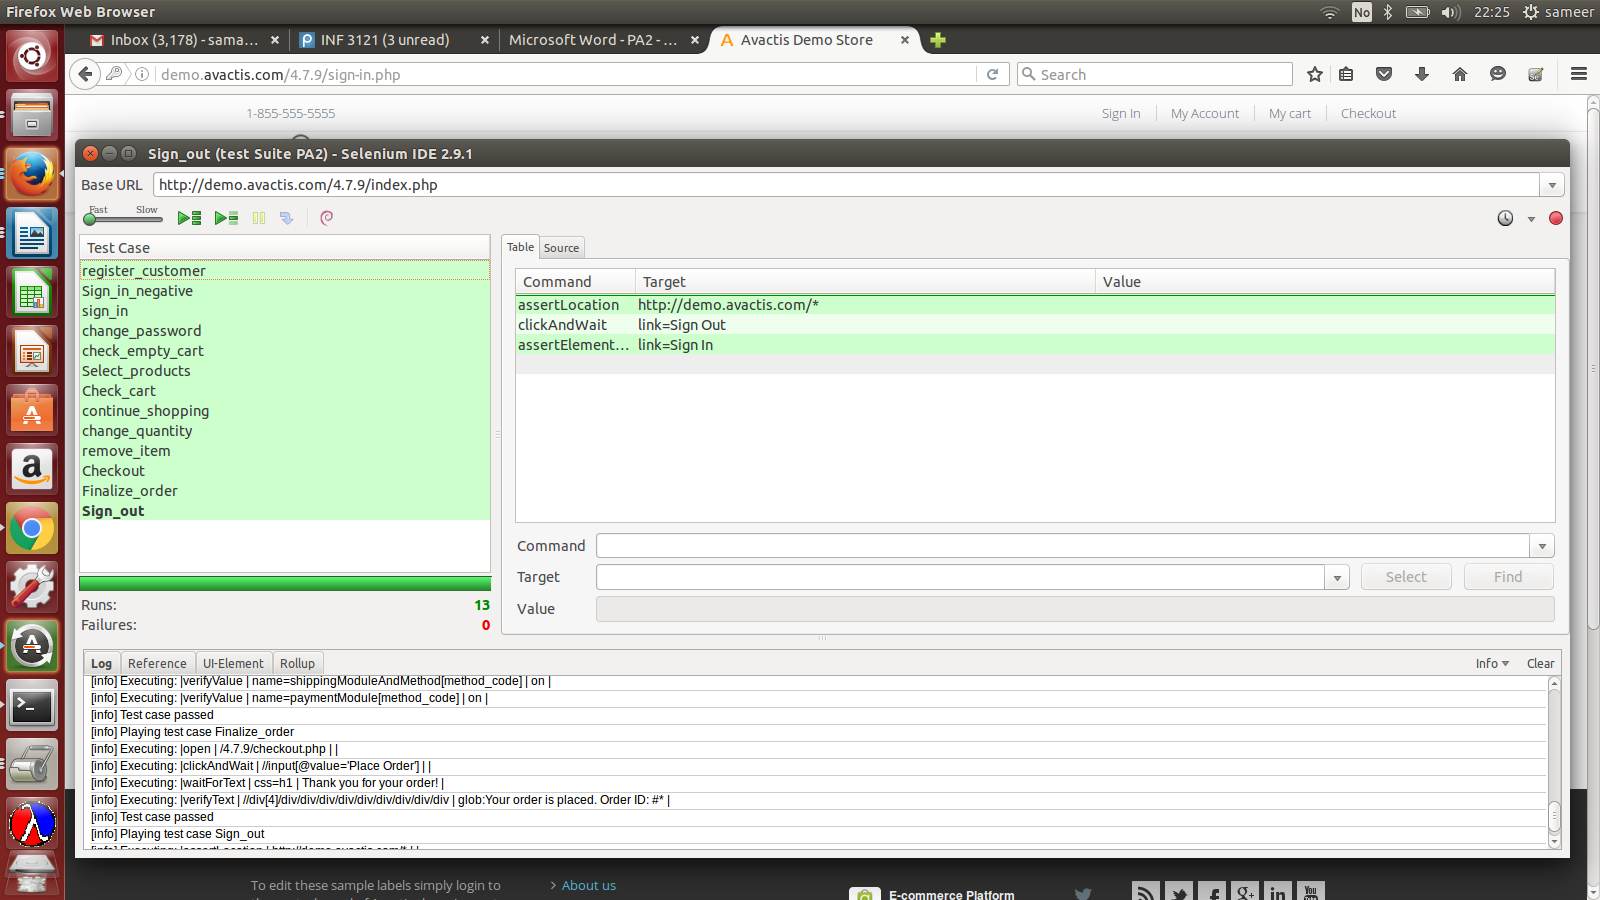 Firefox Web Browser
No
22:25
sameer
Inbox (3,178) - sama...
INF 3121 (3 unread)
Microsoft Word - PA2 - ...
Avactis Demo Store
demo.avactis.com/4.7.9/sign-in.php
Search
1-855-555-5555
Sign In
My Account
My cart
Checkout
Sign_out (test Suite PA2) - Selenium IDE 2.9.1
Base URL
http://demo.avactis.com/4.7.9/index.php
Fast
Slow
Test Case
register_customer
Sign_in_negative
sign_in
change_password
check_empty_cart
Select_products
Check_cart
continue_shopping
change_quantity
remove_item
Checkout
Finalize_order
Sign_out
Runs: 13
Failures: 0
Table
Source
Command Target Value
assertLocation http://demo.avactis.com/*
clickAndWait link=Sign Out
assertElement... link=Sign In
Command
Target
Select
Find
Value
Log
Reference
UI-Element
Rollup
Info
Clear
[info] Executing: |verifyValue | name=shippingModuleAndMethod[method_code] | on |
[info] Executing: |verifyValue | name=paymentModule[method_code] | on |
[info] Test case passed
[info] Playing test case Finalize_order
[info] Executing: |open | /4.7.9/checkout.php | |
[info] Executing: |clickAndWait | //input[@value='Place Order'] | |
[info] Executing: |waitForText | css=h1 | Thank you for your order! |
[info] Executing: |verifyText | //div[4]/div/div/div/div/div/div/div/div/div | glob:Your order is placed. Order ID: #* |
[info] Test case passed
[info] Playing test case Sign_out
[info] Executing: |assertLocation | http://demo.avactis.com/* | |
To edit these sample labels simply login to
About us
E-commerce Platform
You